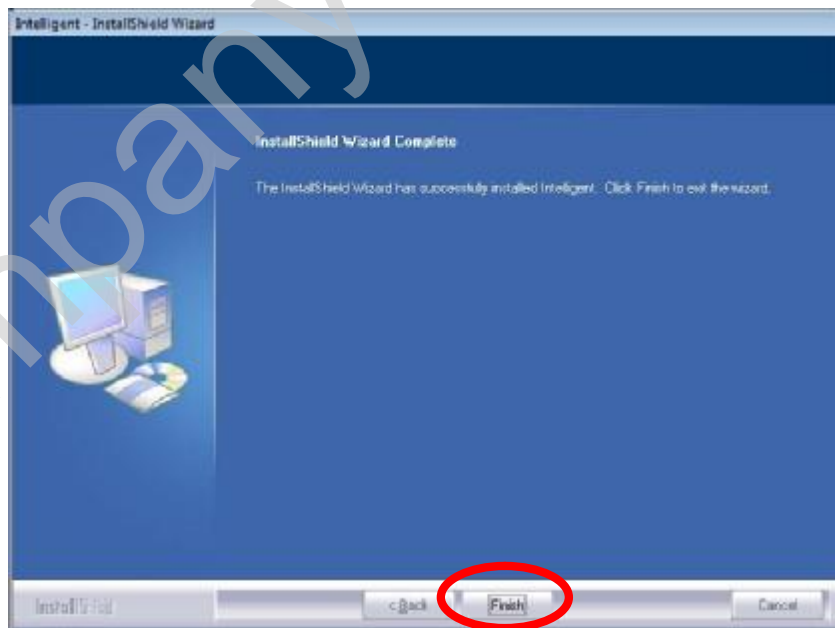 Intelligent - InstallShield Wizard
InstallShield Wizard Complete
The InstallShield Wizard has successfully installed Intelligent. Click Finish to exit the wizard.
InstallShield
< Back
Finish
Cancel